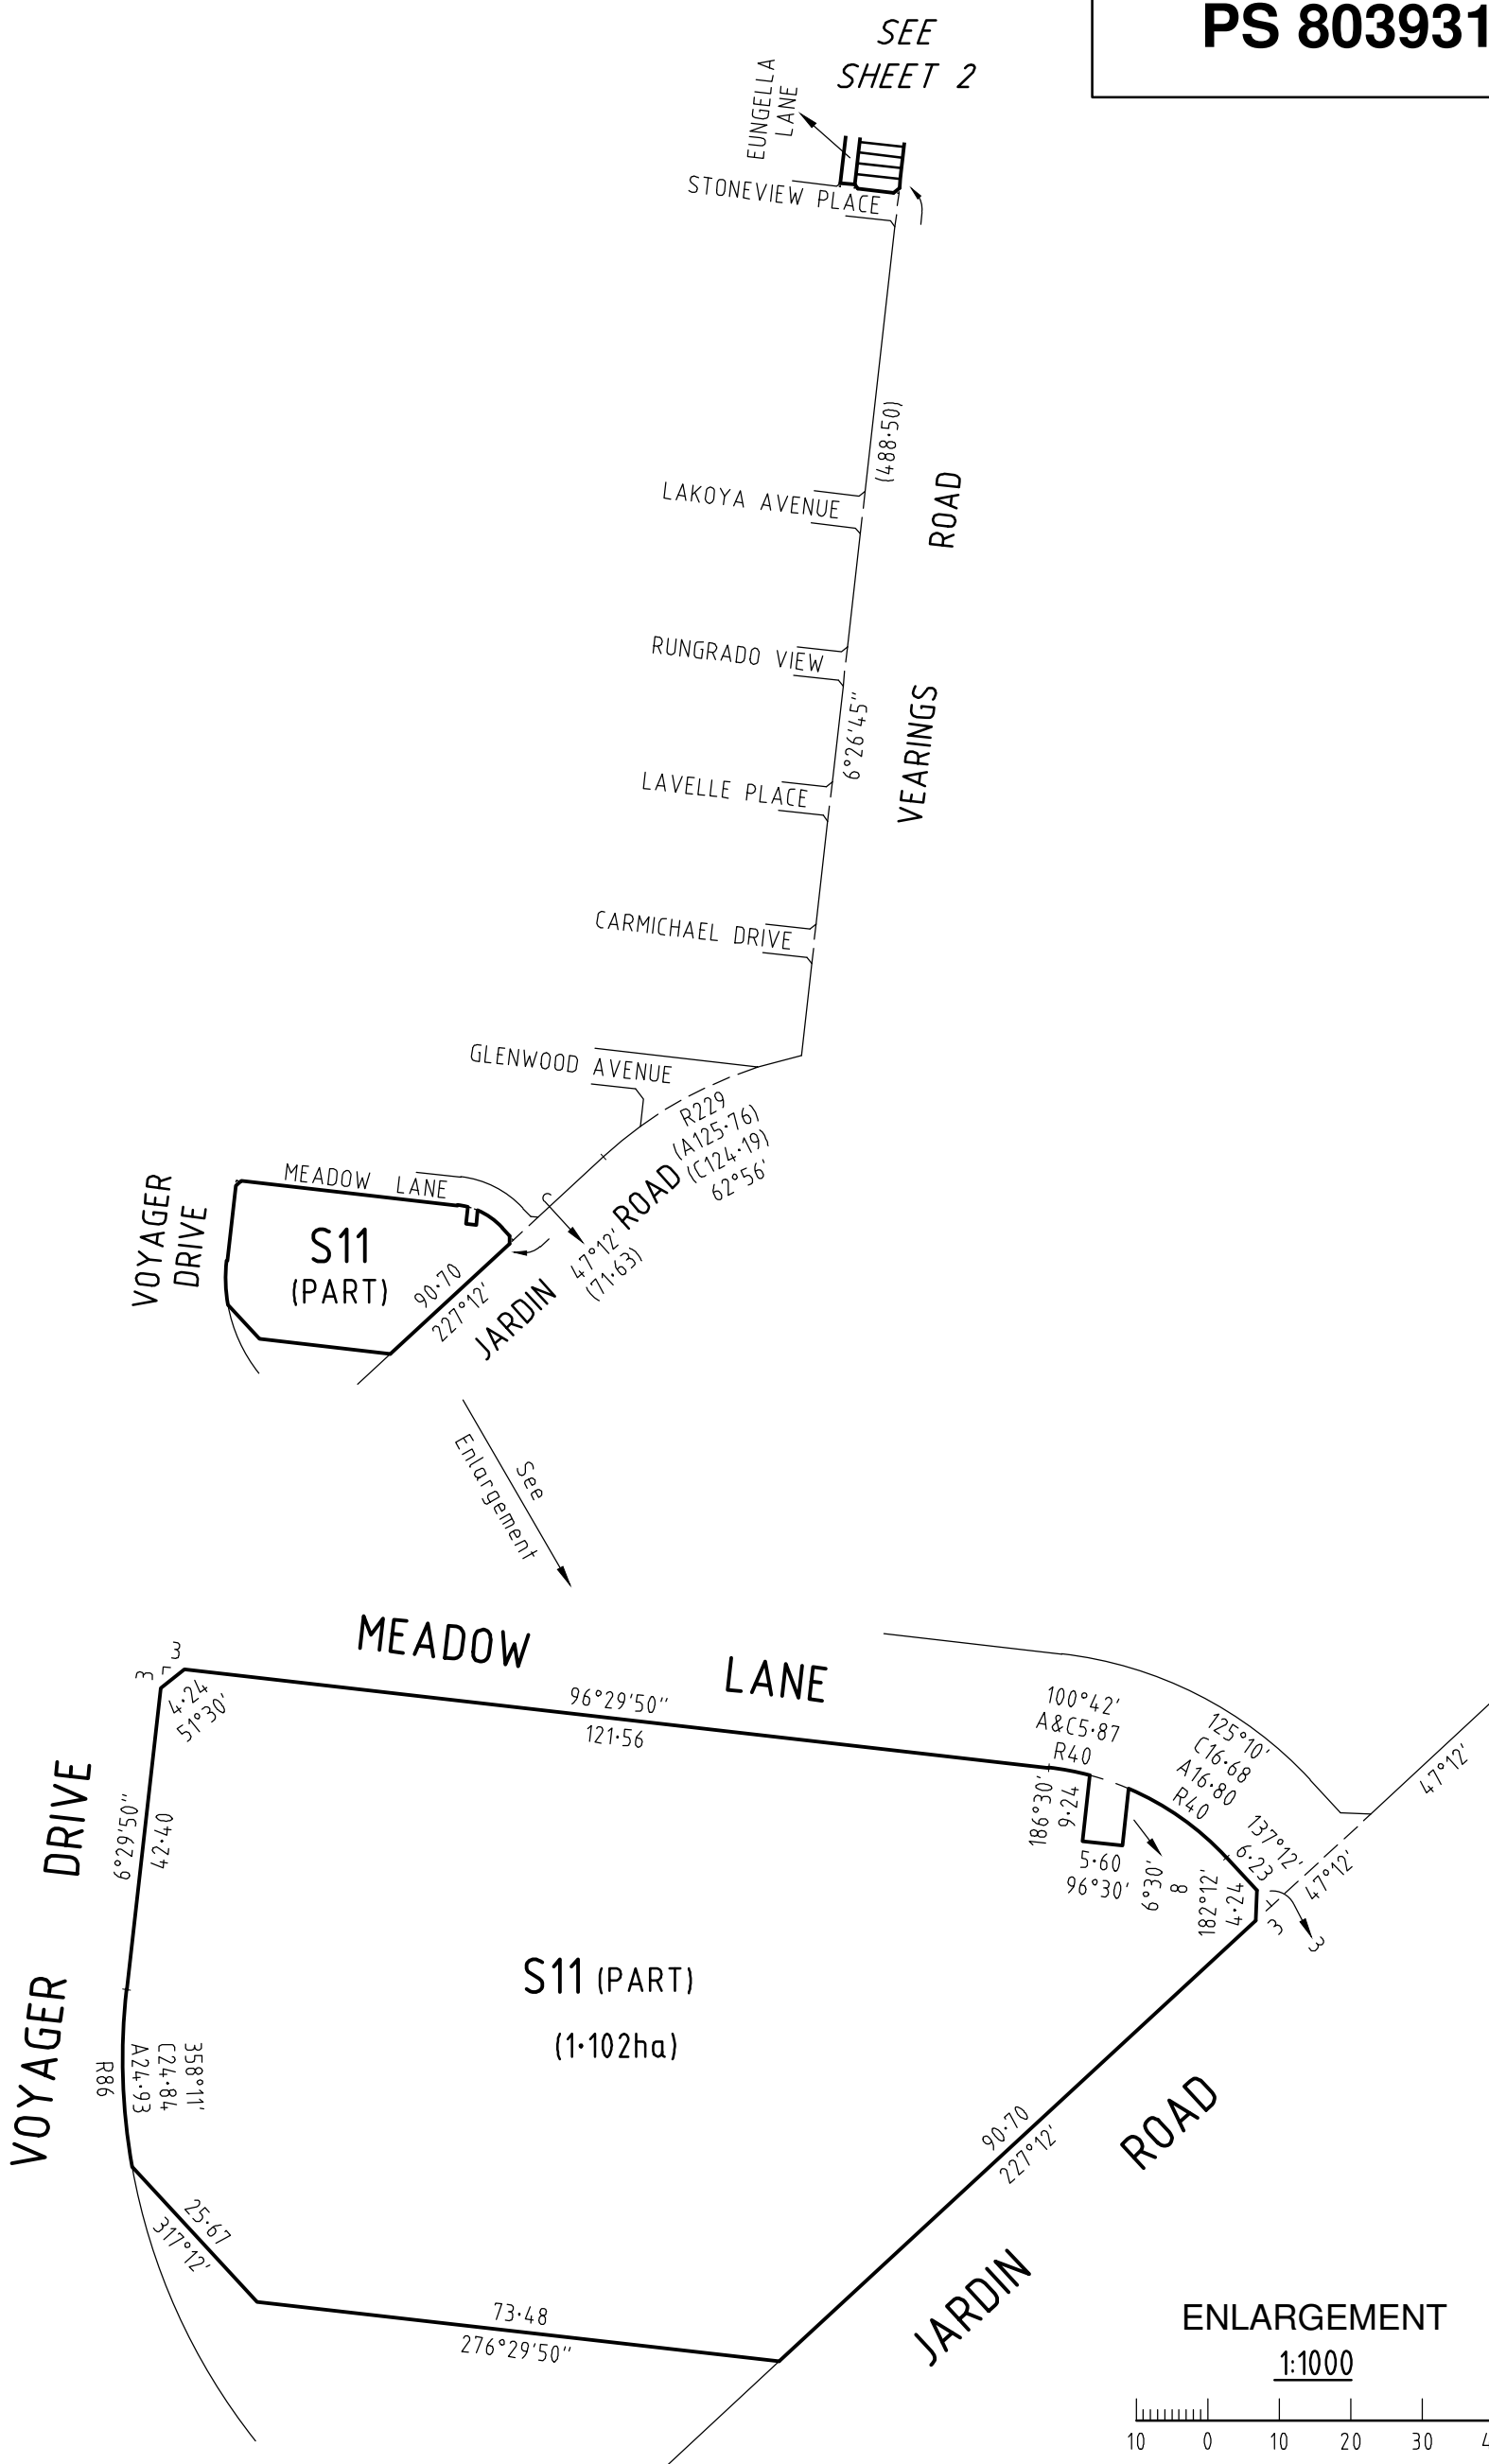 PS 803931
SEE
SHEET 2
EUNGELLA
LANE
STONEVIEW PLACE
(488·50)
LAKOYA AVENUE
ROAD
RUNGRADO VIEW
6°26'45"
VEARINGS
LAVELLE PLACE
CARMICHAEL DRIVE
GLENWOOD AVENUE
R229
(A125·76)
(C124·19)
62°56'
MEADOW LANE
VOYAGER
DRIVE
S11
(PART)
90·70
227°12'
JARDIN ROAD
47°12'
(71·63)
See
Enlargement
MEADOW LANE
3
3
4·24
51°30'
96°29'50"
121·56
100°42'
A&C5·87
R40
125°10'
C16·68
A16·80
R40
47°12'
186°30'
9·24
5·60
96°30'
6°30'
8
137°12'
6·23
47°12'
182°12'
4·24
3
3
VOYAGER DRIVE
6°29'50"
42·40
S11 (PART)
(1·102ha)
358°11'
C24·84
A24·93
R86
90·70
227°12'
JARDIN ROAD
25·67
317°12'
73·48
276°29'50"
ENLARGEMENT
1:1000
10 0 10 20 30